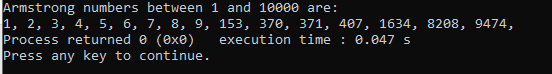 Armstrong numbers between 1 and 10000 are:
1, 2, 3, 4, 5, 6, 7, 8, 9, 153, 370, 371, 407, 1634, 8208, 9474,
Process returned 0 (0x0)   execution time : 0.047 s
Press any key to continue.